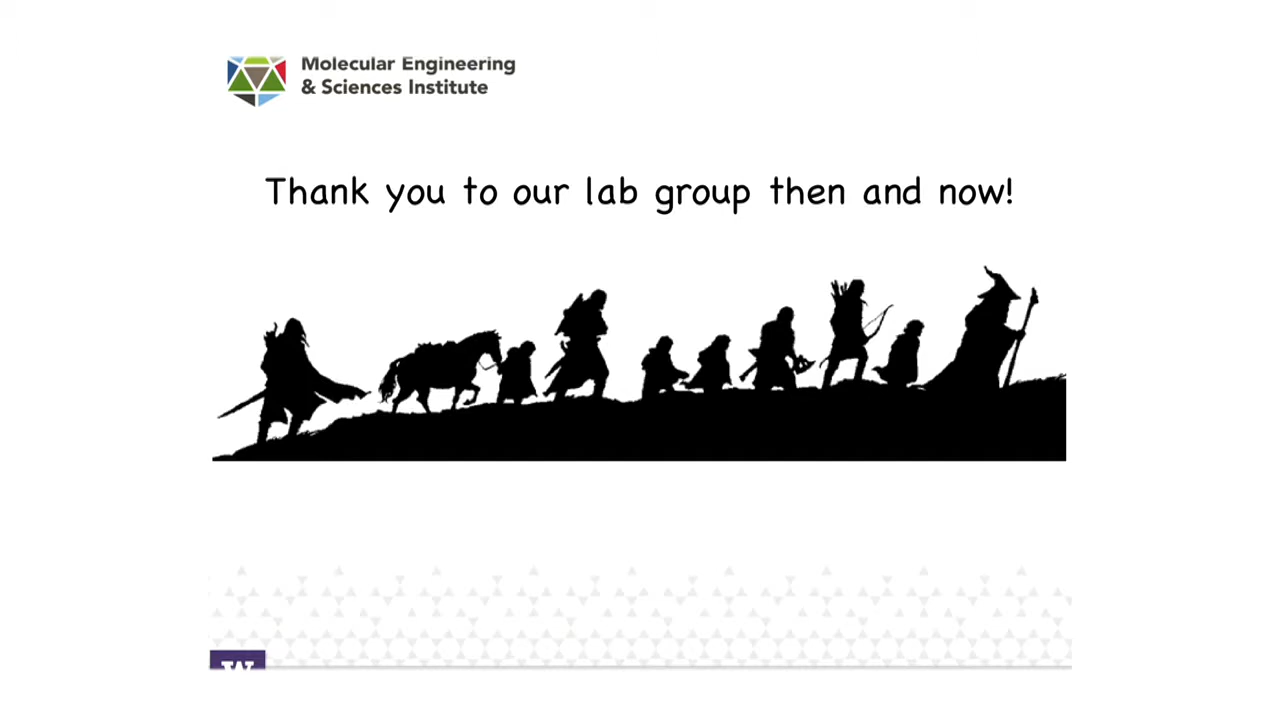 Molecular Engineering
& Sciences Institute
Thank you to our lab group then and now!
W